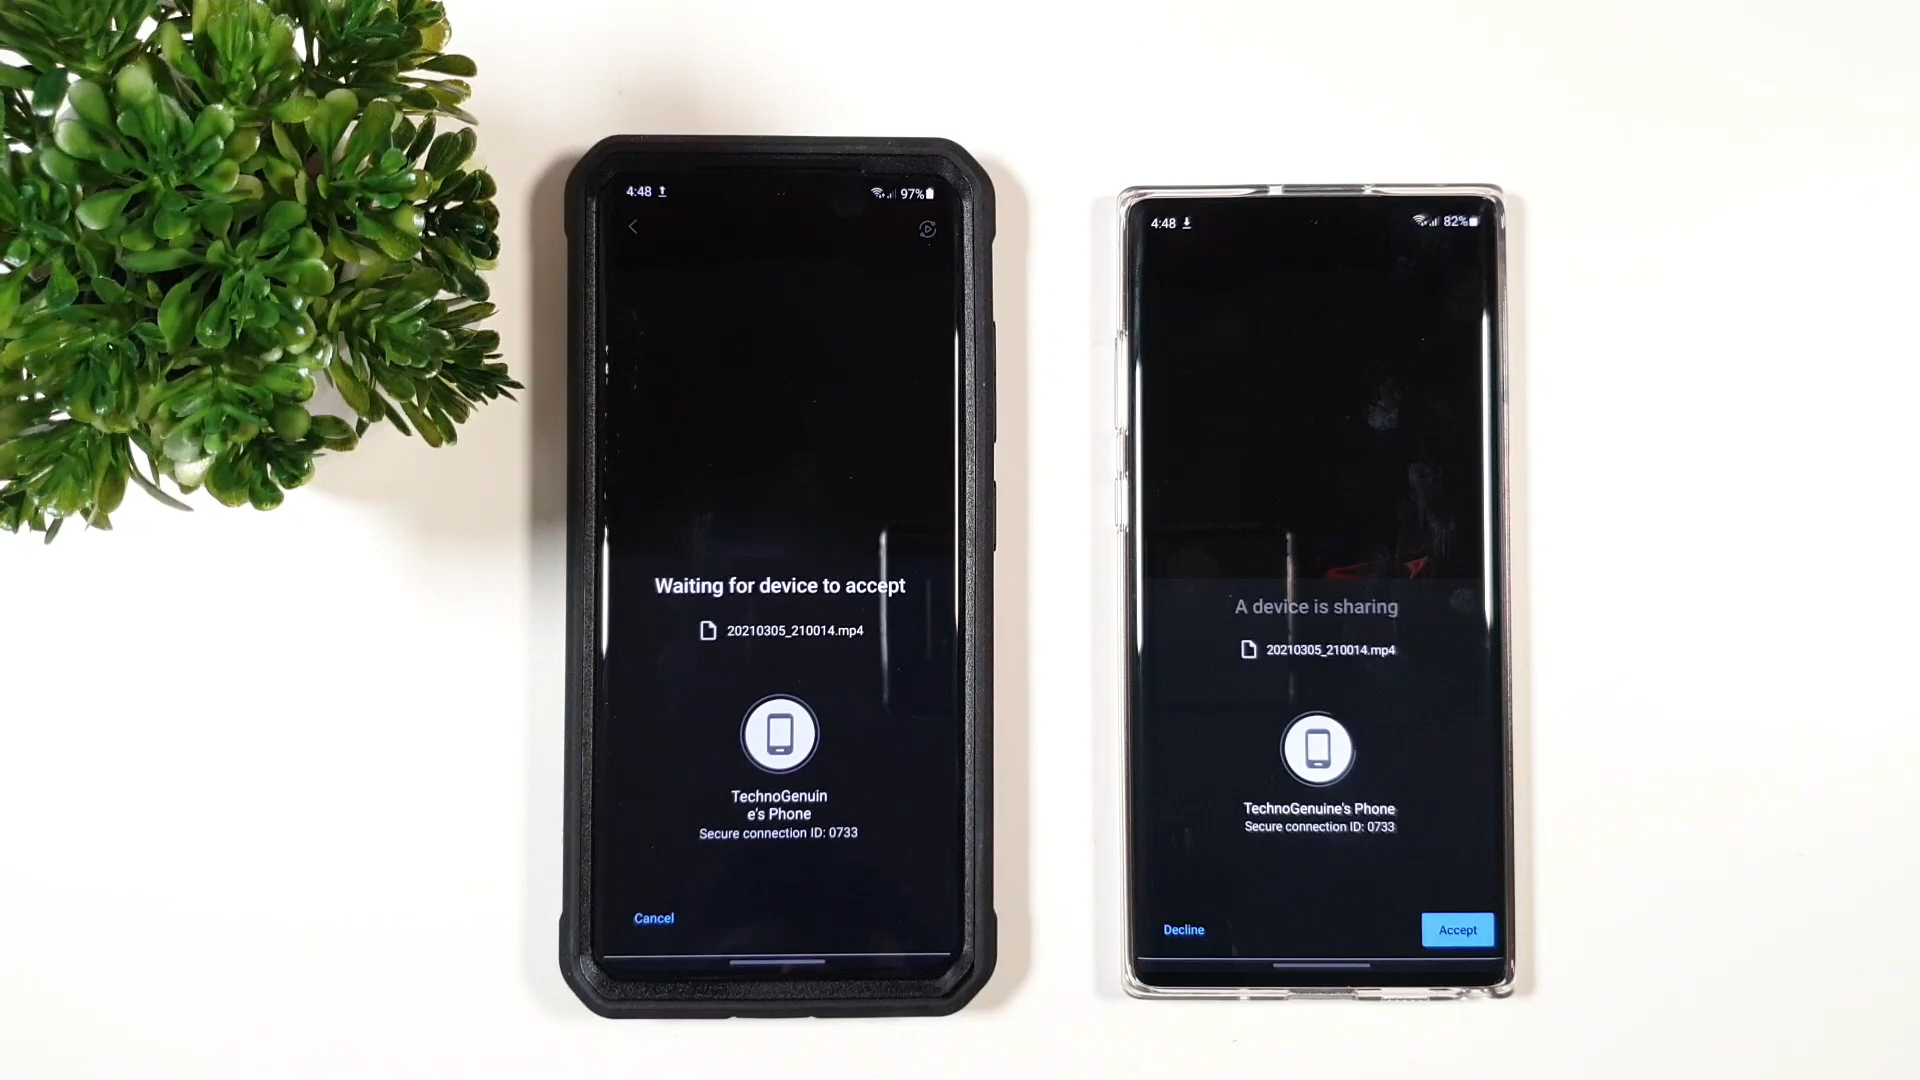 4:48
97%
Waiting for device to accept
20210305_210014.mp4
TechnoGenuin
e's Phone
Secure connection ID: 0733
Cancel
4:48
82%
A device is sharing
20210305_210014.mp4
TechnoGenuine's Phone
Secure connection ID: 0733
Decline
Accept